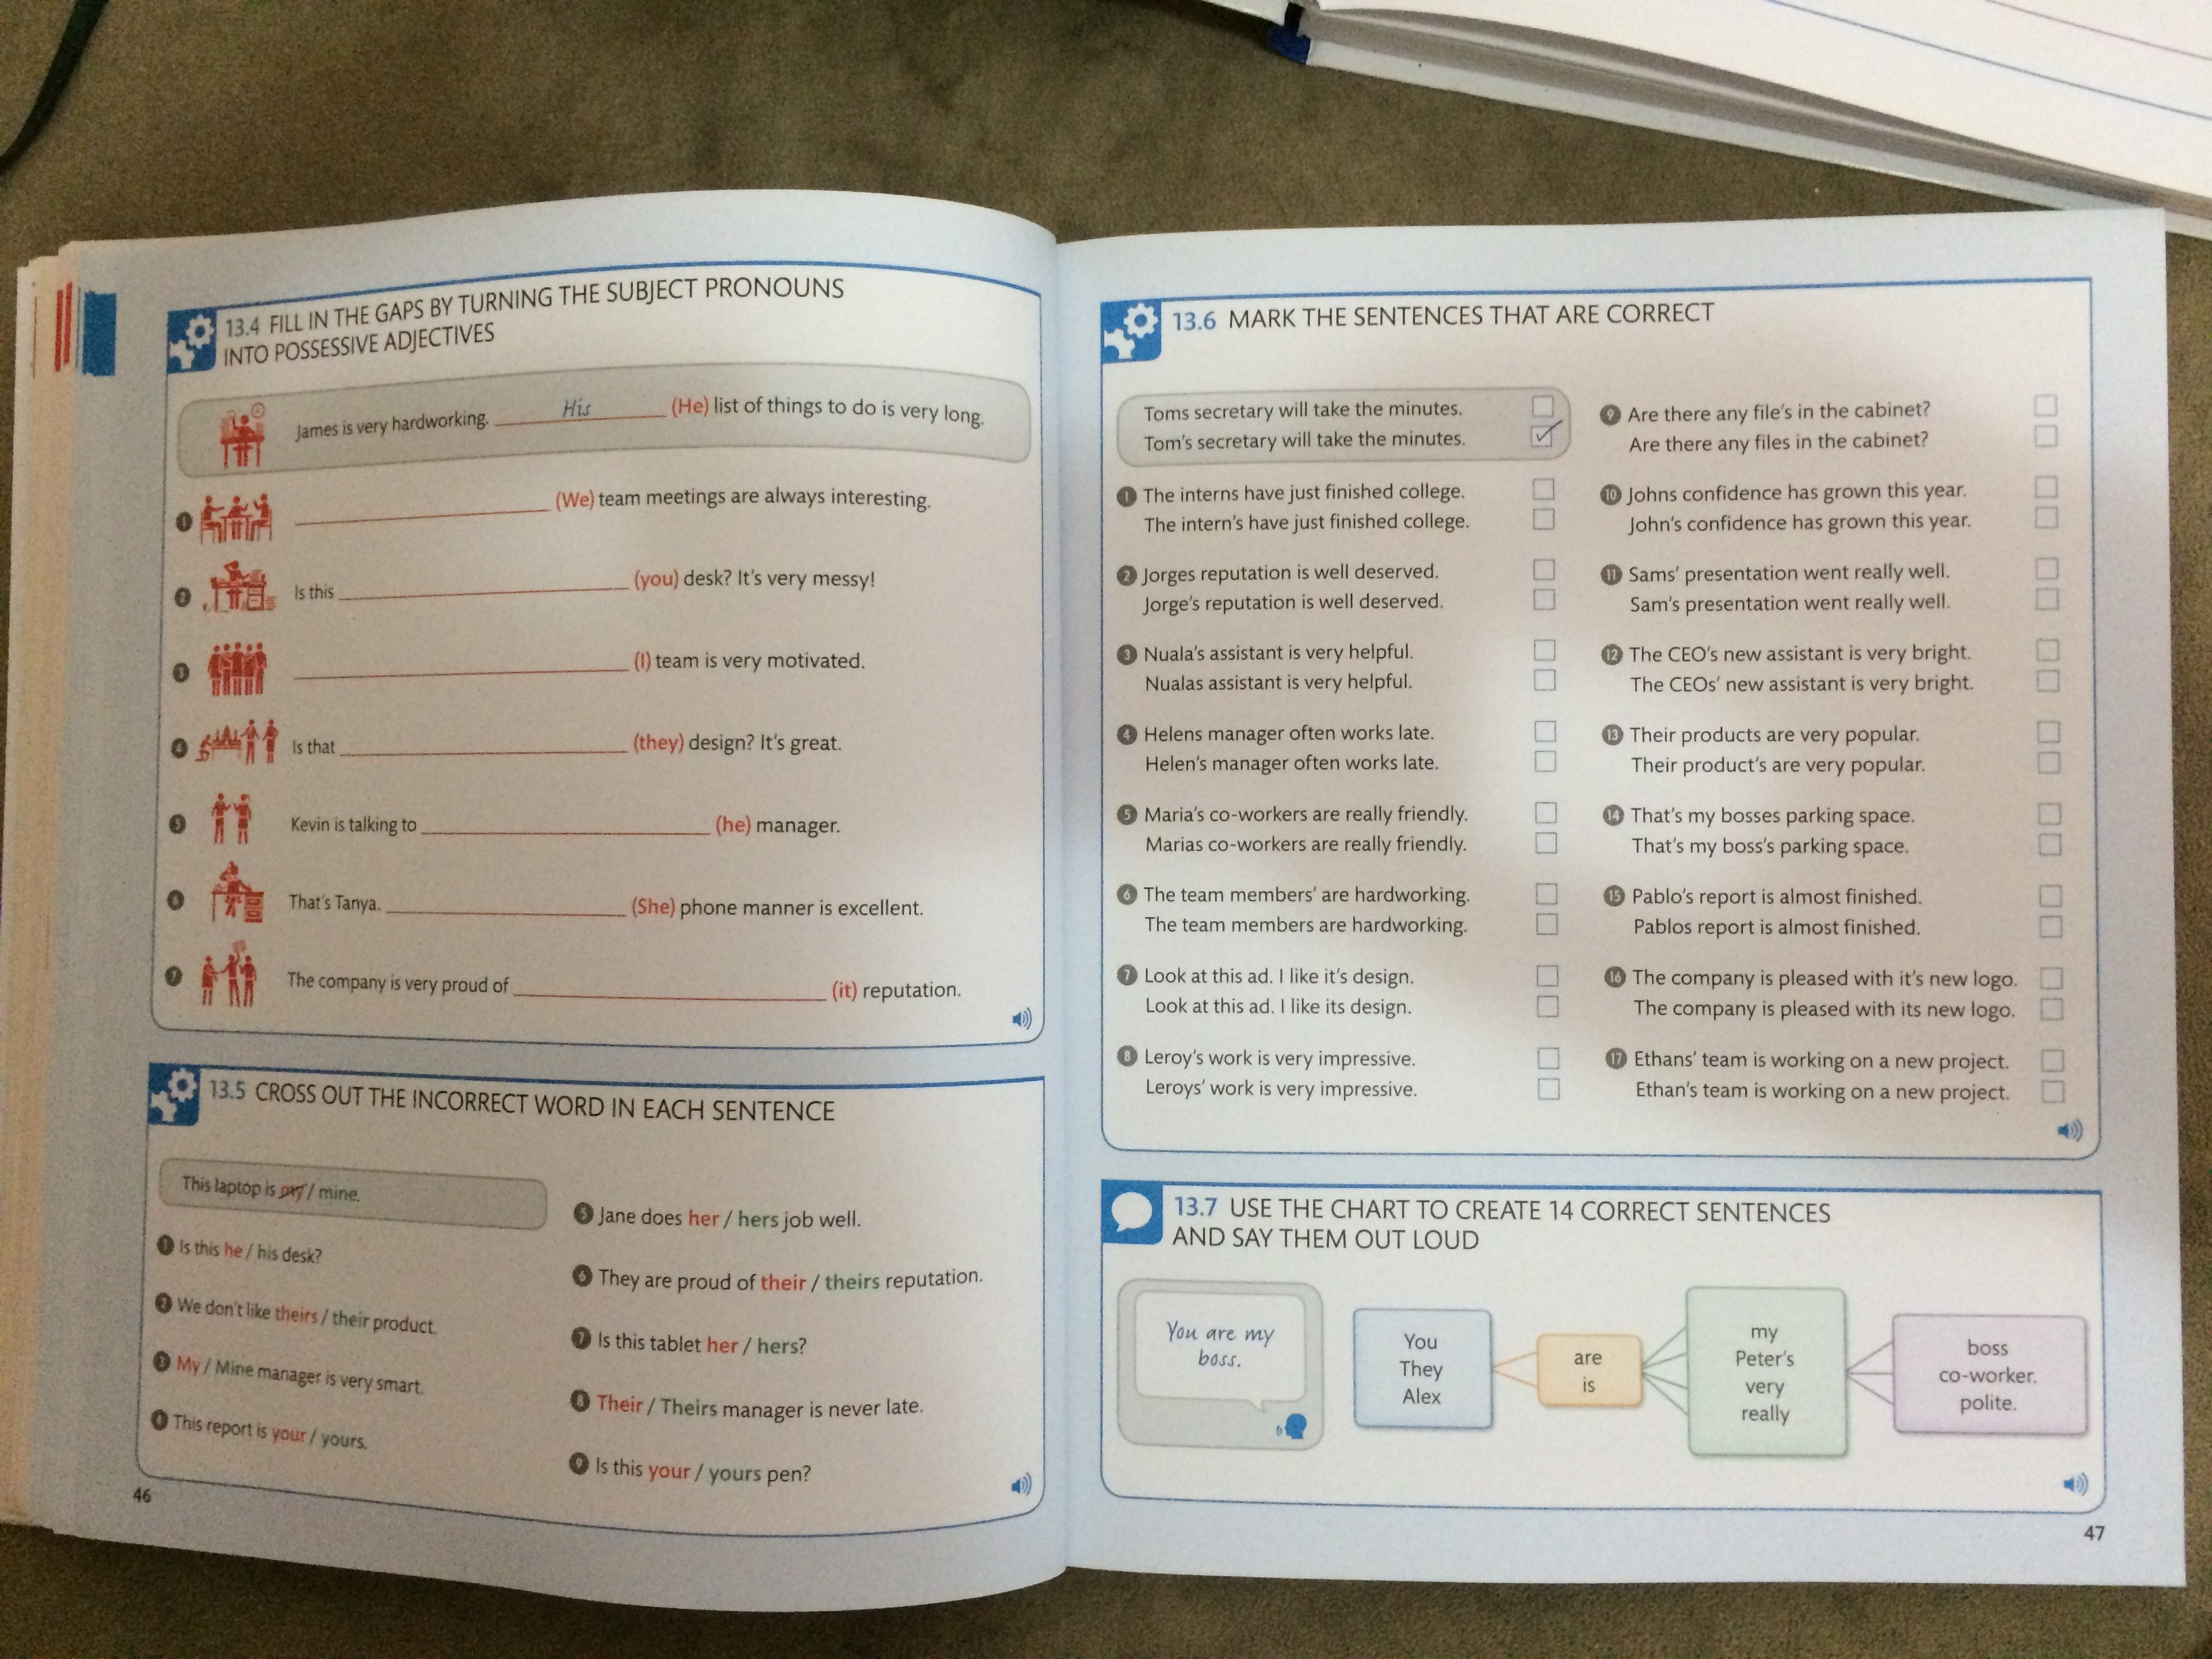 13.4 FILL IN THE GAPS BY TURNING THE SUBJECT PRONOUNS
INTO POSSESSIVE ADJECTIVES
James is very hardworking. His (He) list of things to do is very long.
1 (We) team meetings are always interesting.
2 Is this (you) desk? It's very messy!
3 (I) team is very motivated.
4 Is that (they) design? It's great.
5 Kevin is talking to (he) manager.
6 That's Tanya. (She) phone manner is excellent.
7 The company is very proud of (it) reputation.
13.5 CROSS OUT THE INCORRECT WORD IN EACH SENTENCE
This laptop is my / mine.
1 Is this he / his desk?
2 We don't like theirs / their product.
3 My / Mine manager is very smart.
4 This report is your / yours.
5 Jane does her / hers job well.
6 They are proud of their / theirs reputation.
7 Is this tablet her / hers?
8 Their / Theirs manager is never late.
9 Is this your / yours pen?
46
13.6 MARK THE SENTENCES THAT ARE CORRECT
Toms secretary will take the minutes.
Tom's secretary will take the minutes.
1 The interns have just finished college.
The intern's have just finished college.
2 Jorges reputation is well deserved.
Jorge's reputation is well deserved.
3 Nuala's assistant is very helpful.
Nualas assistant is very helpful.
4 Helens manager often works late.
Helen's manager often works late.
5 Maria's co-workers are really friendly.
Marias co-workers are really friendly.
6 The team members' are hardworking.
The team members are hardworking.
7 Look at this ad. I like it's design.
Look at this ad. I like its design.
8 Leroy's work is very impressive.
Leroys' work is very impressive.
9 Are there any file's in the cabinet?
Are there any files in the cabinet?
10 Johns confidence has grown this year.
John's confidence has grown this year.
11 Sams' presentation went really well.
Sam's presentation went really well.
12 The CEO's new assistant is very bright.
The CEOs' new assistant is very bright.
13 Their products are very popular.
Their product's are very popular.
14 That's my bosses parking space.
That's my boss's parking space.
15 Pablo's report is almost finished.
Pablos report is almost finished.
16 The company is pleased with it's new logo.
The company is pleased with its new logo.
17 Ethans' team is working on a new project.
Ethan's team is working on a new project.
13.7 USE THE CHART TO CREATE 14 CORRECT SENTENCES
AND SAY THEM OUT LOUD
You are my
boss.
You
They
Alex
are
is
my
Peter's
very
really
boss
co-worker.
polite.
47